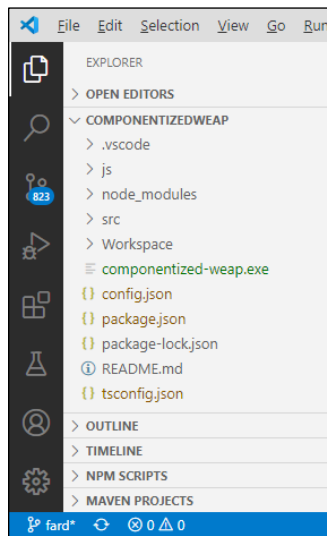 File Edit Selection View Go Run
EXPLORER
OPEN EDITORS
COMPONENTIZEDWEAP
.vscode
js
node_modules
823
src
Workspace
componentized-weap.exe
{} config.json
{} package.json
{} package-lock.json
README.md
{} tsconfig.json
OUTLINE
TIMELINE
NPM SCRIPTS
MAVEN PROJECTS
fard* 0 0